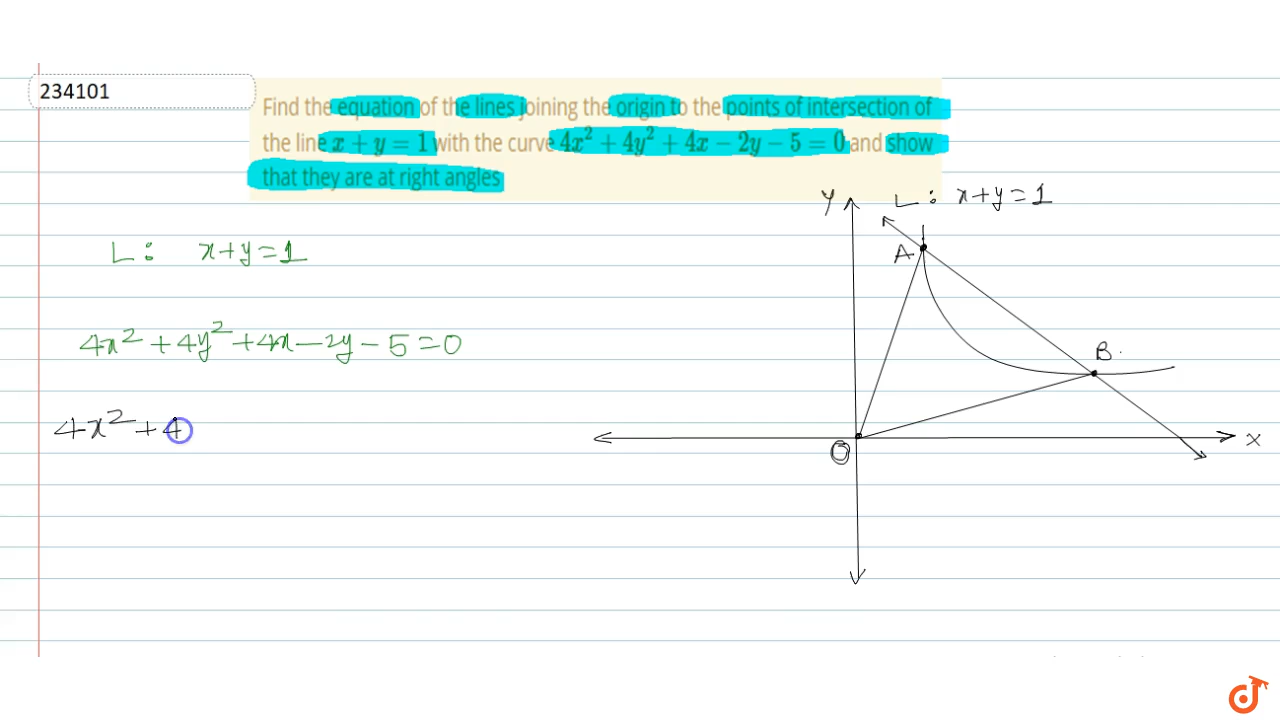 234101
Find the equation of the lines joining the origin to the points of intersection of
the line x + y = 1 with the curve 4x² + 4y² + 4x − 2y − 5 = 0 and show
that they are at right angles
Y
L: x+y=1
L: x+y=1
A
4x² + 4y² + 4x − 2y − 5 = 0
B
4x² + 4
O
X